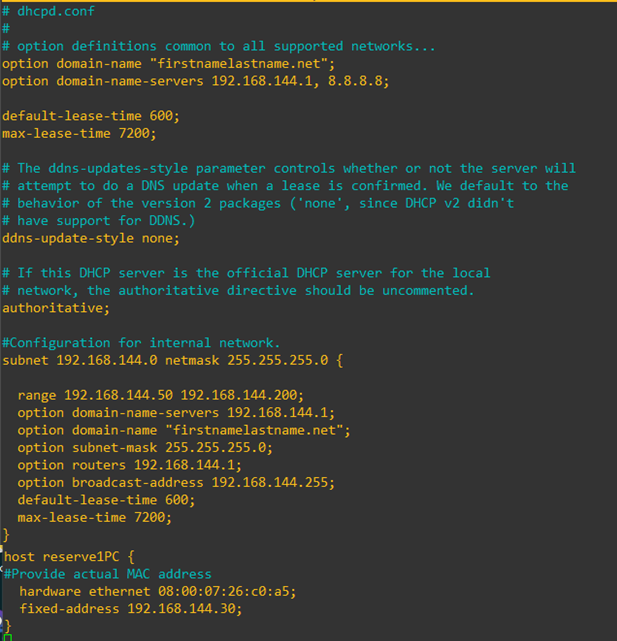 # dhcpd.conf
#
# option definitions common to all supported networks...
option domain-name "firstnamelastname.net";
option domain-name-servers 192.168.144.1, 8.8.8.8;
default-lease-time 600;
max-lease-time 7200;
# The ddns-updates-style parameter controls whether or not the server will
# attempt to do a DNS update when a lease is confirmed. We default to the
# behavior of the version 2 packages ('none', since DHCP v2 didn't
# have support for DDNS.)
ddns-update-style none;
# If this DHCP server is the official DHCP server for the local
# network, the authoritative directive should be uncommented.
authoritative;
#Configuration for internal network.
subnet 192.168.144.0 netmask 255.255.255.0 {
range 192.168.144.50 192.168.144.200;
option domain-name-servers 192.168.144.1;
option domain-name "firstnamelastname.net";
option subnet-mask 255.255.255.0;
option routers 192.168.144.1;
option broadcast-address 192.168.144.255;
default-lease-time 600;
max-lease-time 7200;
}
host reserve1PC {
#Provide actual MAC address
hardware ethernet 08:00:07:26:c0:a5;
fixed-address 192.168.144.30;
}